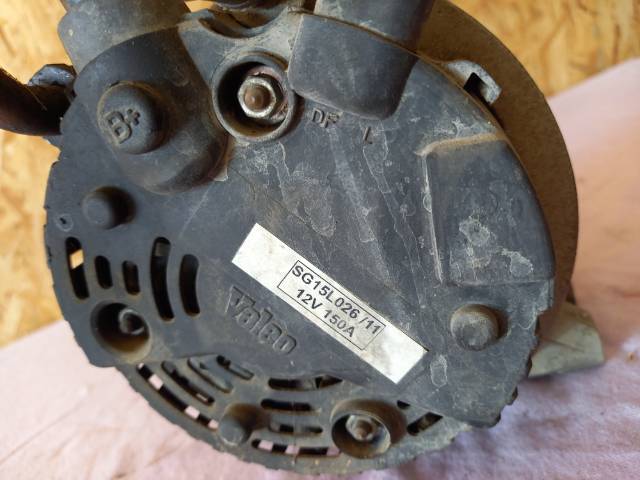 B+
DF L
SG15L026/11
12V 150A
Valeo